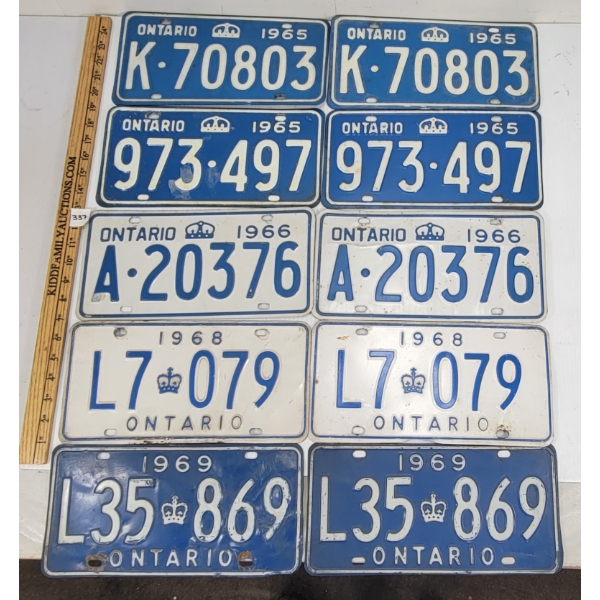 ONTARIO 1965
K·70803
ONTARIO 1965
K·70803
ONTARIO 1965
973·497
ONTARIO 1965
973·497
ONTARIO 1966
A·20376
ONTARIO 1966
A·20376
1968
L7 079
ONTARIO
1968
L7 079
ONTARIO
1969
L35 869
ONTARIO
1969
L35 869
ONTARIO
KIDDFAMILYAUCTIONS.COM
337